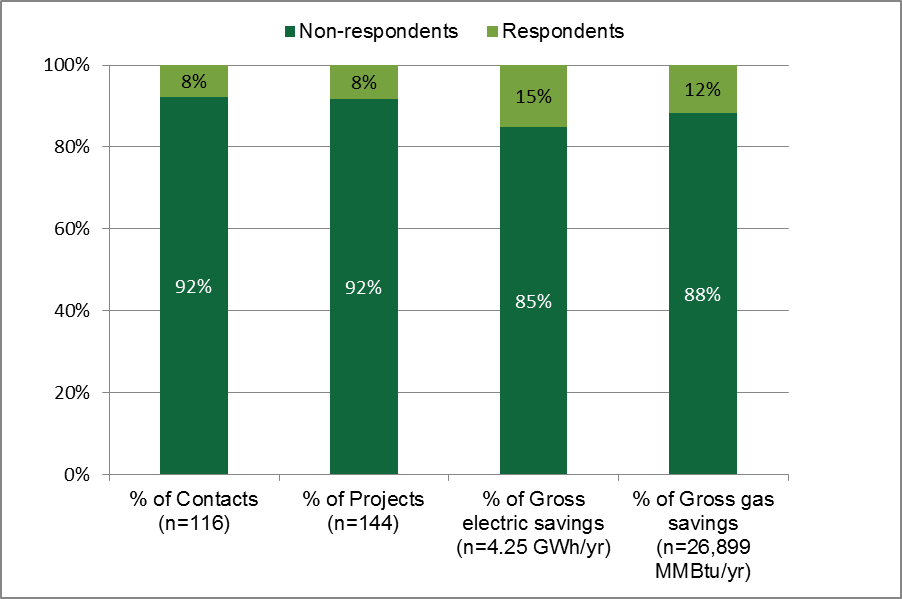 Non-respondents Respondents
100%
80%
60%
40%
20%
0%
8% 8% 15% 12%
92% 92% 85% 88%
% of Contacts
(n=116)
% of Projects
(n=144)
% of Gross
electric savings
(n=4.25 GWh/yr)
% of Gross gas
savings
(n=26,899
MMBtu/yr)